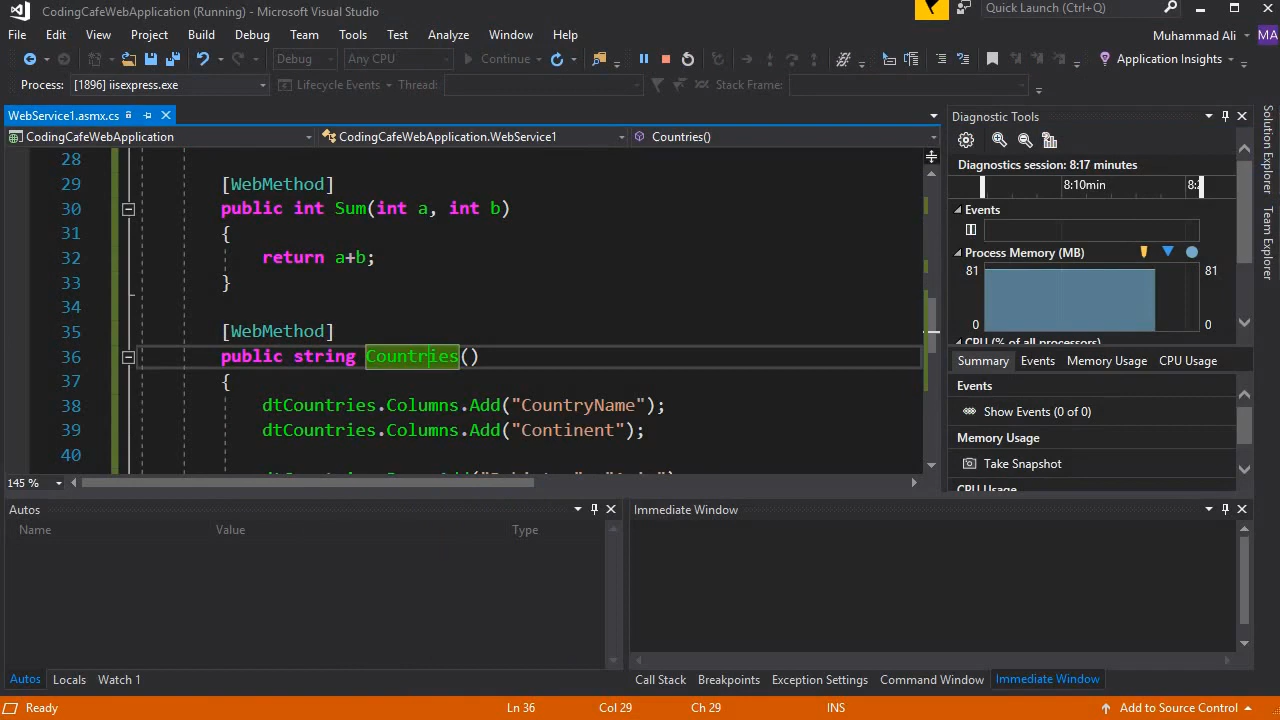 CodingCafeWebApplication (Running) - Microsoft Visual Studio
Quick Launch (Ctrl+Q)
File Edit View Project Build Debug Team Tools Test Analyze Window Help
Muhammad Ali MA
Debug Any CPU Continue Application Insights
Process: [1896] iisexpress.exe Lifecycle Events Thread: Stack Frame:
WebService1.asmx.cs
CodingCafeWebApplication CodingCafeWebApplication.WebService1 Countries()
28
29 [WebMethod]
30 public int Sum(int a, int b)
31 {
32 return a+b;
33 }
34
35 [WebMethod]
36 public string Countries()
37 {
38 dtCountries.Columns.Add("CountryName");
39 dtCountries.Columns.Add("Continent");
40
145 %
Diagnostic Tools
Diagnostics session: 8:17 minutes
8:10min
Events
Process Memory (MB)
81 81
0 0
CPU (% of all processors)
Summary Events Memory Usage CPU Usage
Events
Show Events (0 of 0)
Memory Usage
Take Snapshot
CPU Usage
Solution Explorer
Team Explorer
Autos
Name Value Type
Immediate Window
Autos Locals Watch 1
Call Stack Breakpoints Exception Settings Command Window Immediate Window
Ready Ln 36 Col 29 Ch 29 INS Add to Source Control